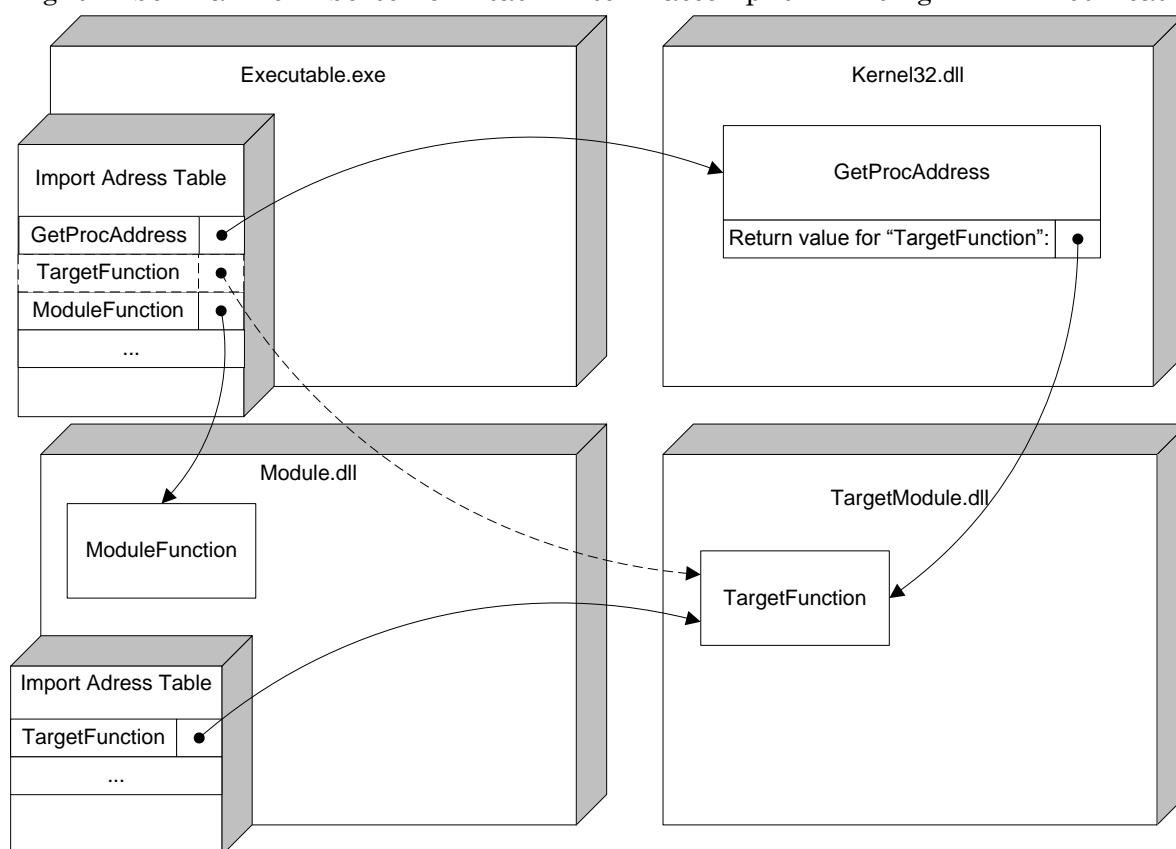 Executable.exe
Kernel32.dll
Import Adress Table
GetProcAddress
TargetFunction
ModuleFunction
...
GetProcAddress
Return value for “TargetFunction”:
Module.dll
ModuleFunction
TargetModule.dll
TargetFunction
Import Adress Table
TargetFunction
...